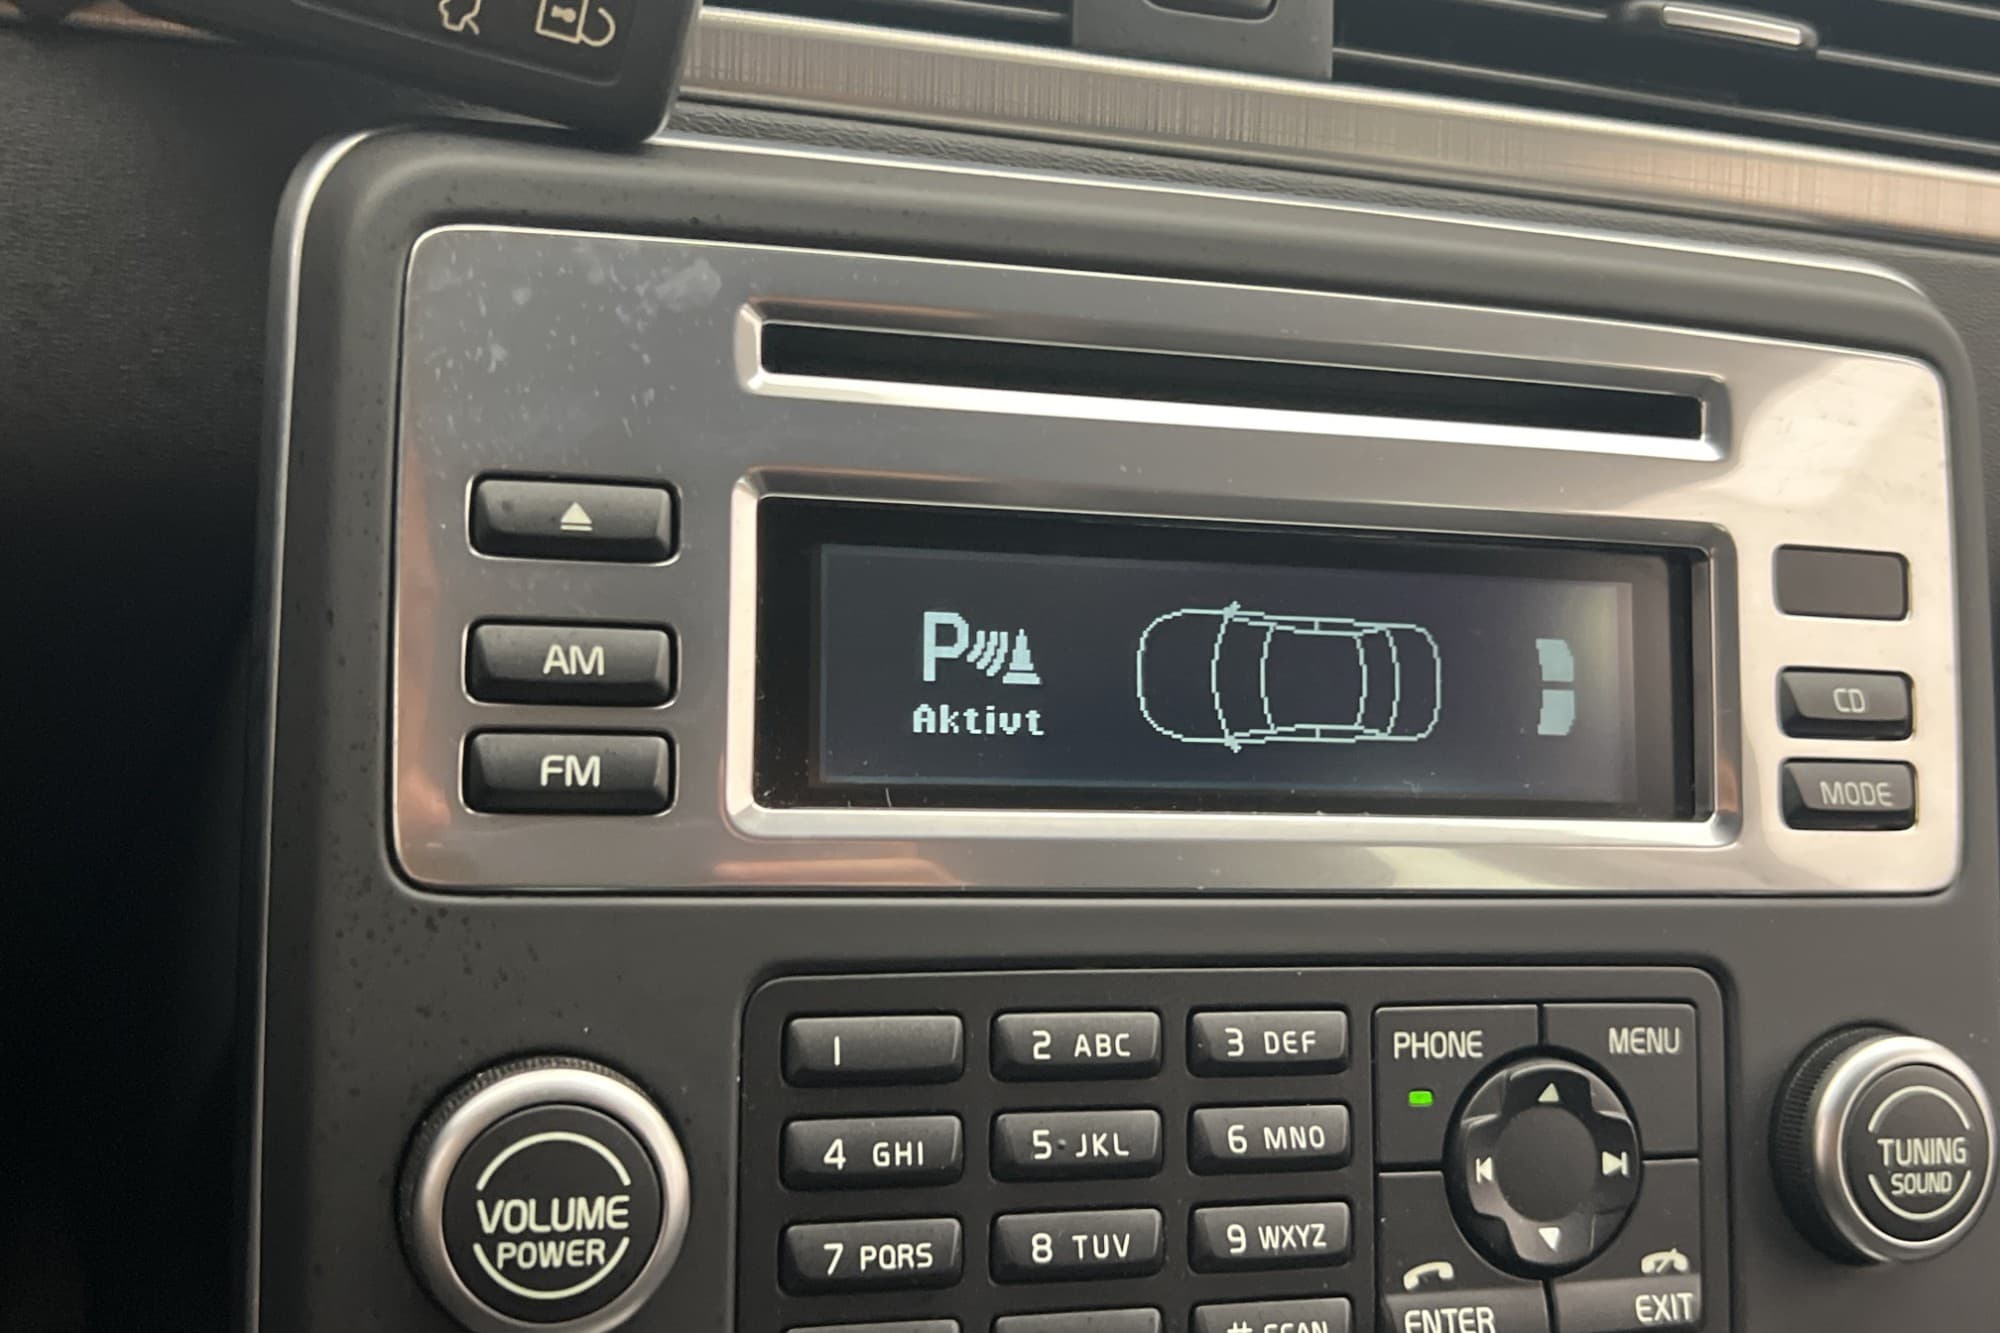 AM
FM
P
Aktivt
CD
MODE
VOLUME
POWER
1
2 ABC
3 DEF
4 GHI
5 JKL
6 MNO
7 PQRS
8 TUV
9 WXYZ
# SCAN
PHONE
MENU
ENTER
EXIT
TUNING
SOUND